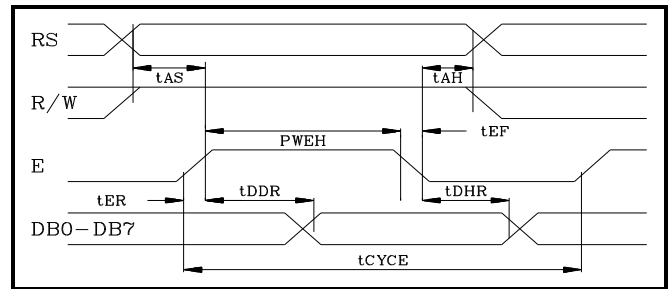 RS
tAS
tAH
R/W
PWEH
tEF
E
tER
tDDR
tDHR
DB0-DB7
tCYCE